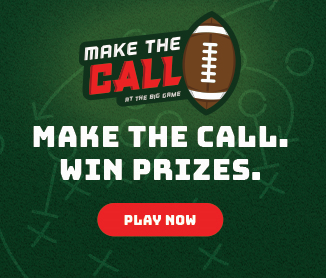 MAKE THE
CALL
AT THE BIG GAME
MAKE THE CALL.
WIN PRIZES.
PLAY NOW